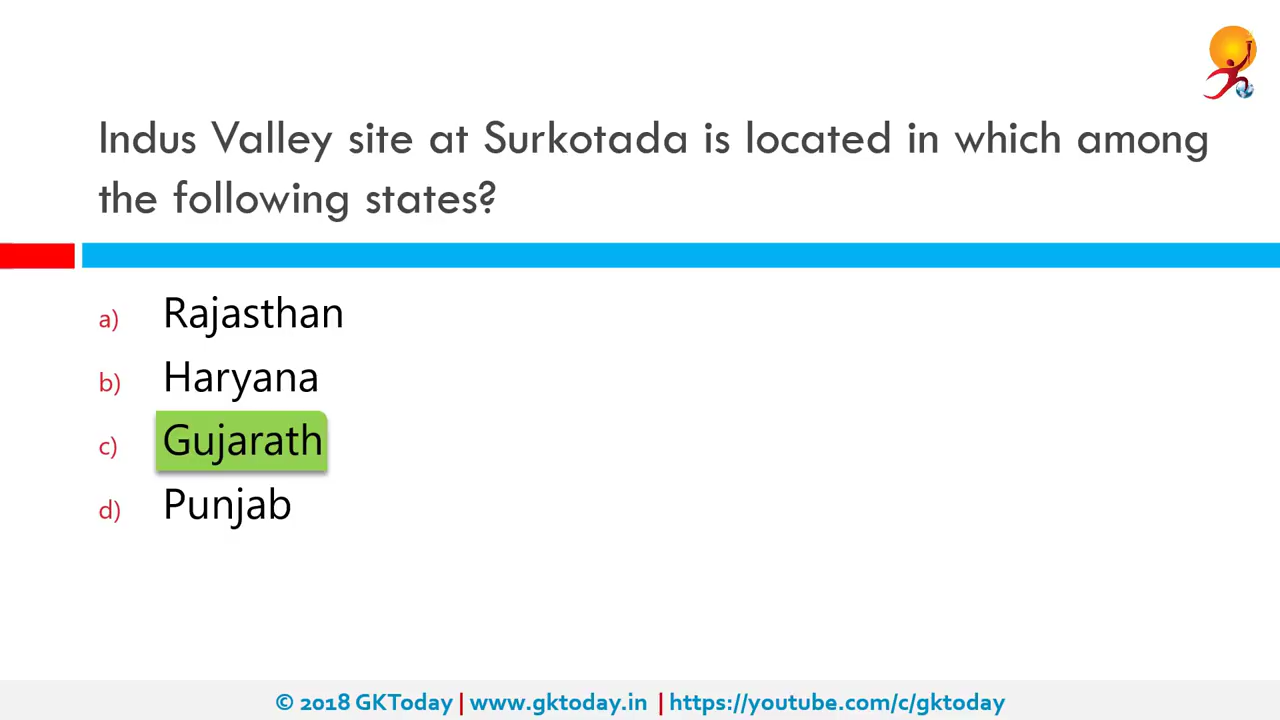 Indus Valley site at Surkotada is located in which among
the following states?
a) Rajasthan
b) Haryana
c) Gujarath
d) Punjab
© 2018 GKToday | www.gktoday.in | https://youtube.com/c/gktoday